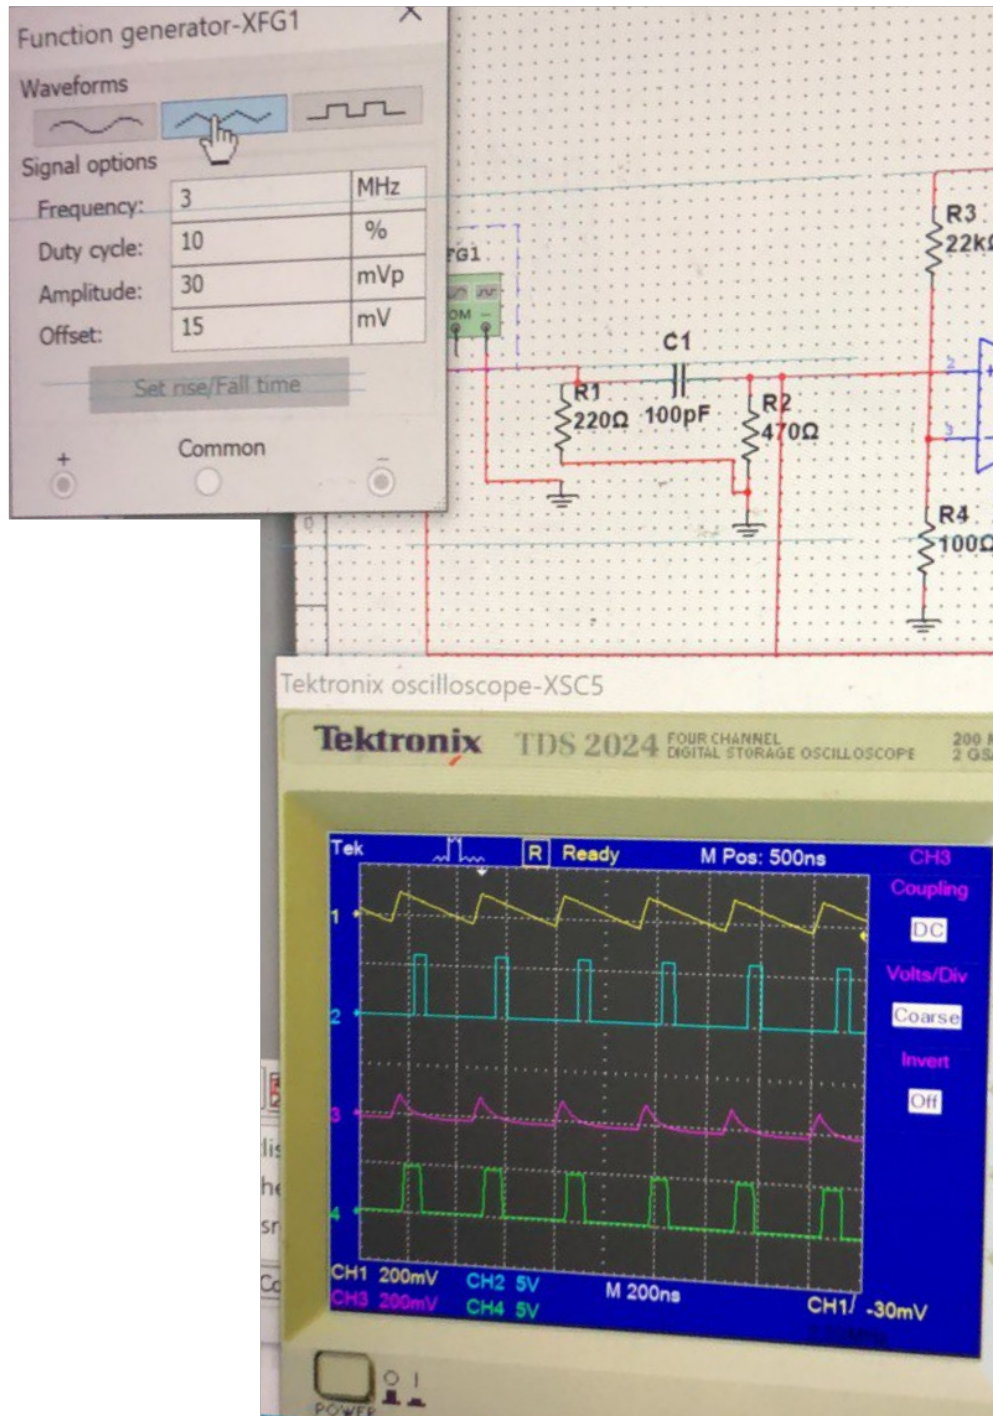 Function generator-XFG1
Waveforms
Signal options
Frequency: 3 MHz
Duty cycle: 10 %
Amplitude: 30 mVp
Offset: 15 mV
Set rise/Fall time
+ Common −
R3
22k
C1
R1
220Ω
100pF
R2
470Ω
R4
100Ω
Tektronix oscilloscope-XSC5
Tektronix TDS 2024 FOUR CHANNEL
DIGITAL STORAGE OSCILLOSCOPE
200
Tek R Ready M Pos: 500ns CH3
Coupling
DC
Volts/Div
Coarse
Invert
Off
1
2
3
4
CH1 200mV CH2 5V M 200ns CH1/ -30mV
CH3 200mV CH4 5V
POWER